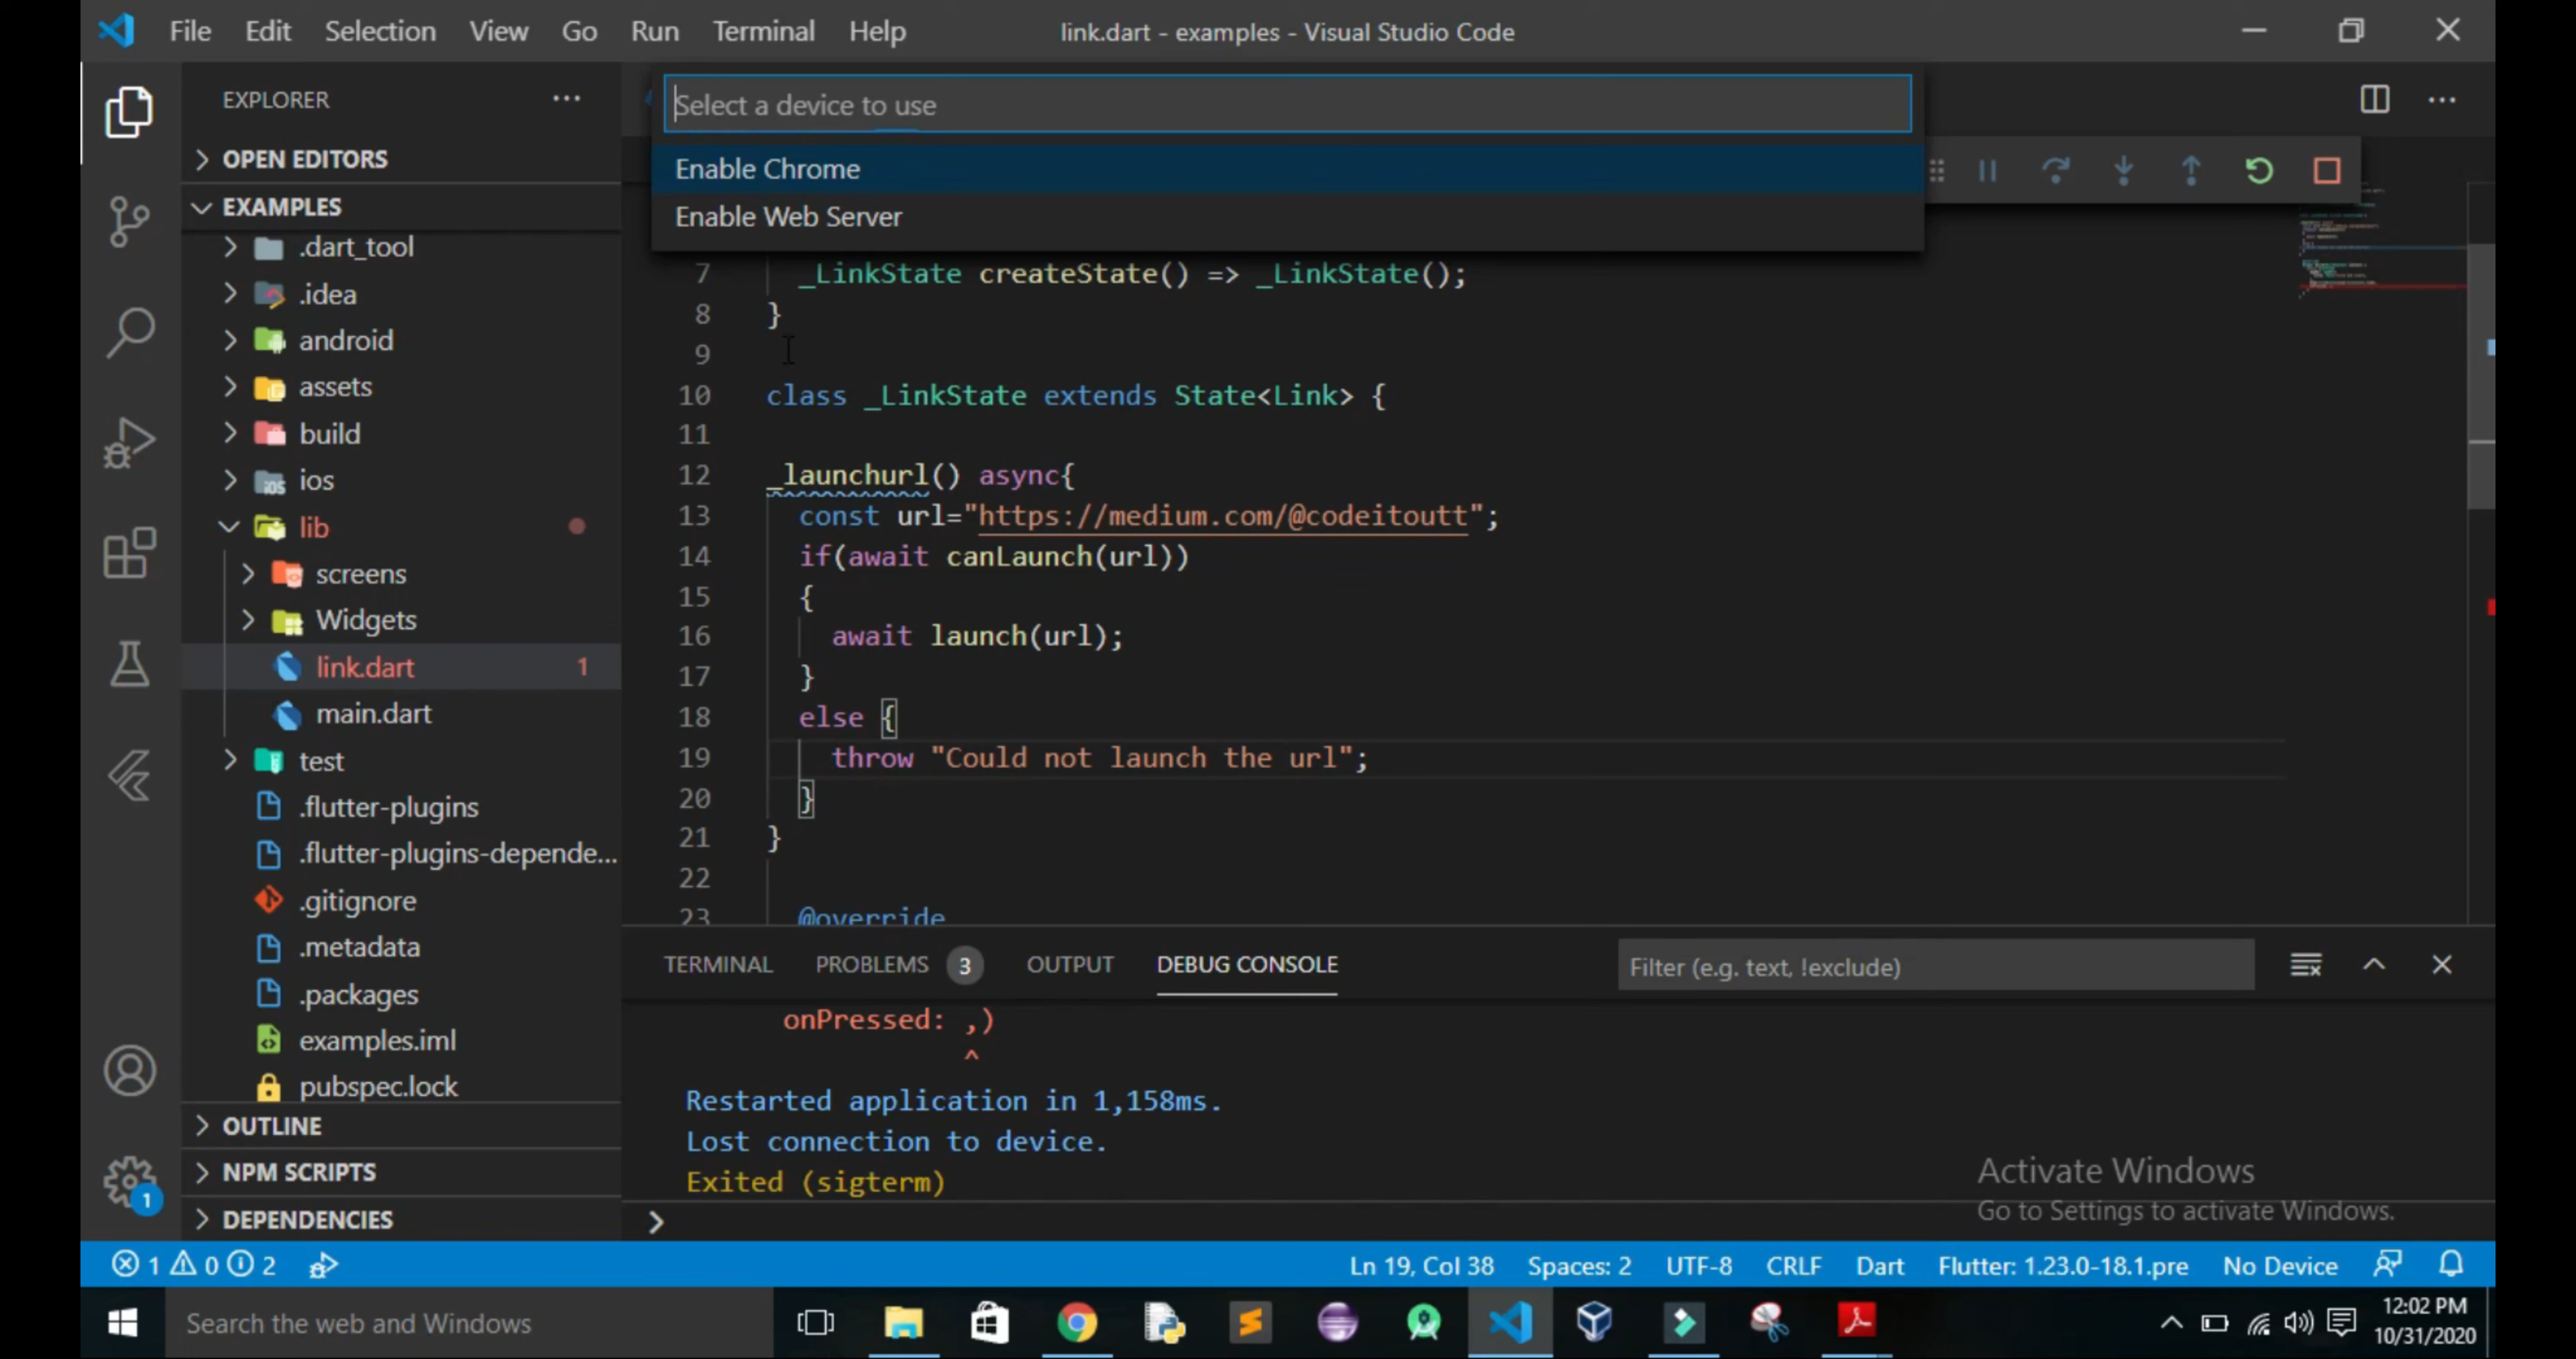 File Edit Selection View Go Run Terminal Help link.dart - examples - Visual Studio Code
EXPLORER
OPEN EDITORS
EXAMPLES
.dart_tool
.idea
android
assets
build
ios
lib
screens
Widgets
link.dart 1
main.dart
test
.flutter-plugins
.flutter-plugins-depende...
.gitignore
.metadata
.packages
examples.iml
pubspec.lock
OUTLINE
NPM SCRIPTS
DEPENDENCIES
Select a device to use
Enable Chrome
Enable Web Server
7 _LinkState createState() => _LinkState();
8 }
9
10 class _LinkState extends State<Link> {
11
12 _launchurl() async{
13 const url="https://medium.com/@codeitoutt";
14 if(await canLaunch(url))
15 {
16 await launch(url);
17 }
18 else {
19 throw "Could not launch the url";
20 }
21 }
22
23 @override
TERMINAL PROBLEMS 3 OUTPUT DEBUG CONSOLE Filter (e.g. text, !exclude)
onPressed: ,)
^
Restarted application in 1,158ms.
Lost connection to device.
Exited (sigterm)
Activate Windows
Go to Settings to activate Windows.
1 0 2 Ln 19, Col 38 Spaces: 2 UTF-8 CRLF Dart Flutter: 1.23.0-18.1.pre No Device
1
Search the web and Windows
12:02 PM
10/31/2020